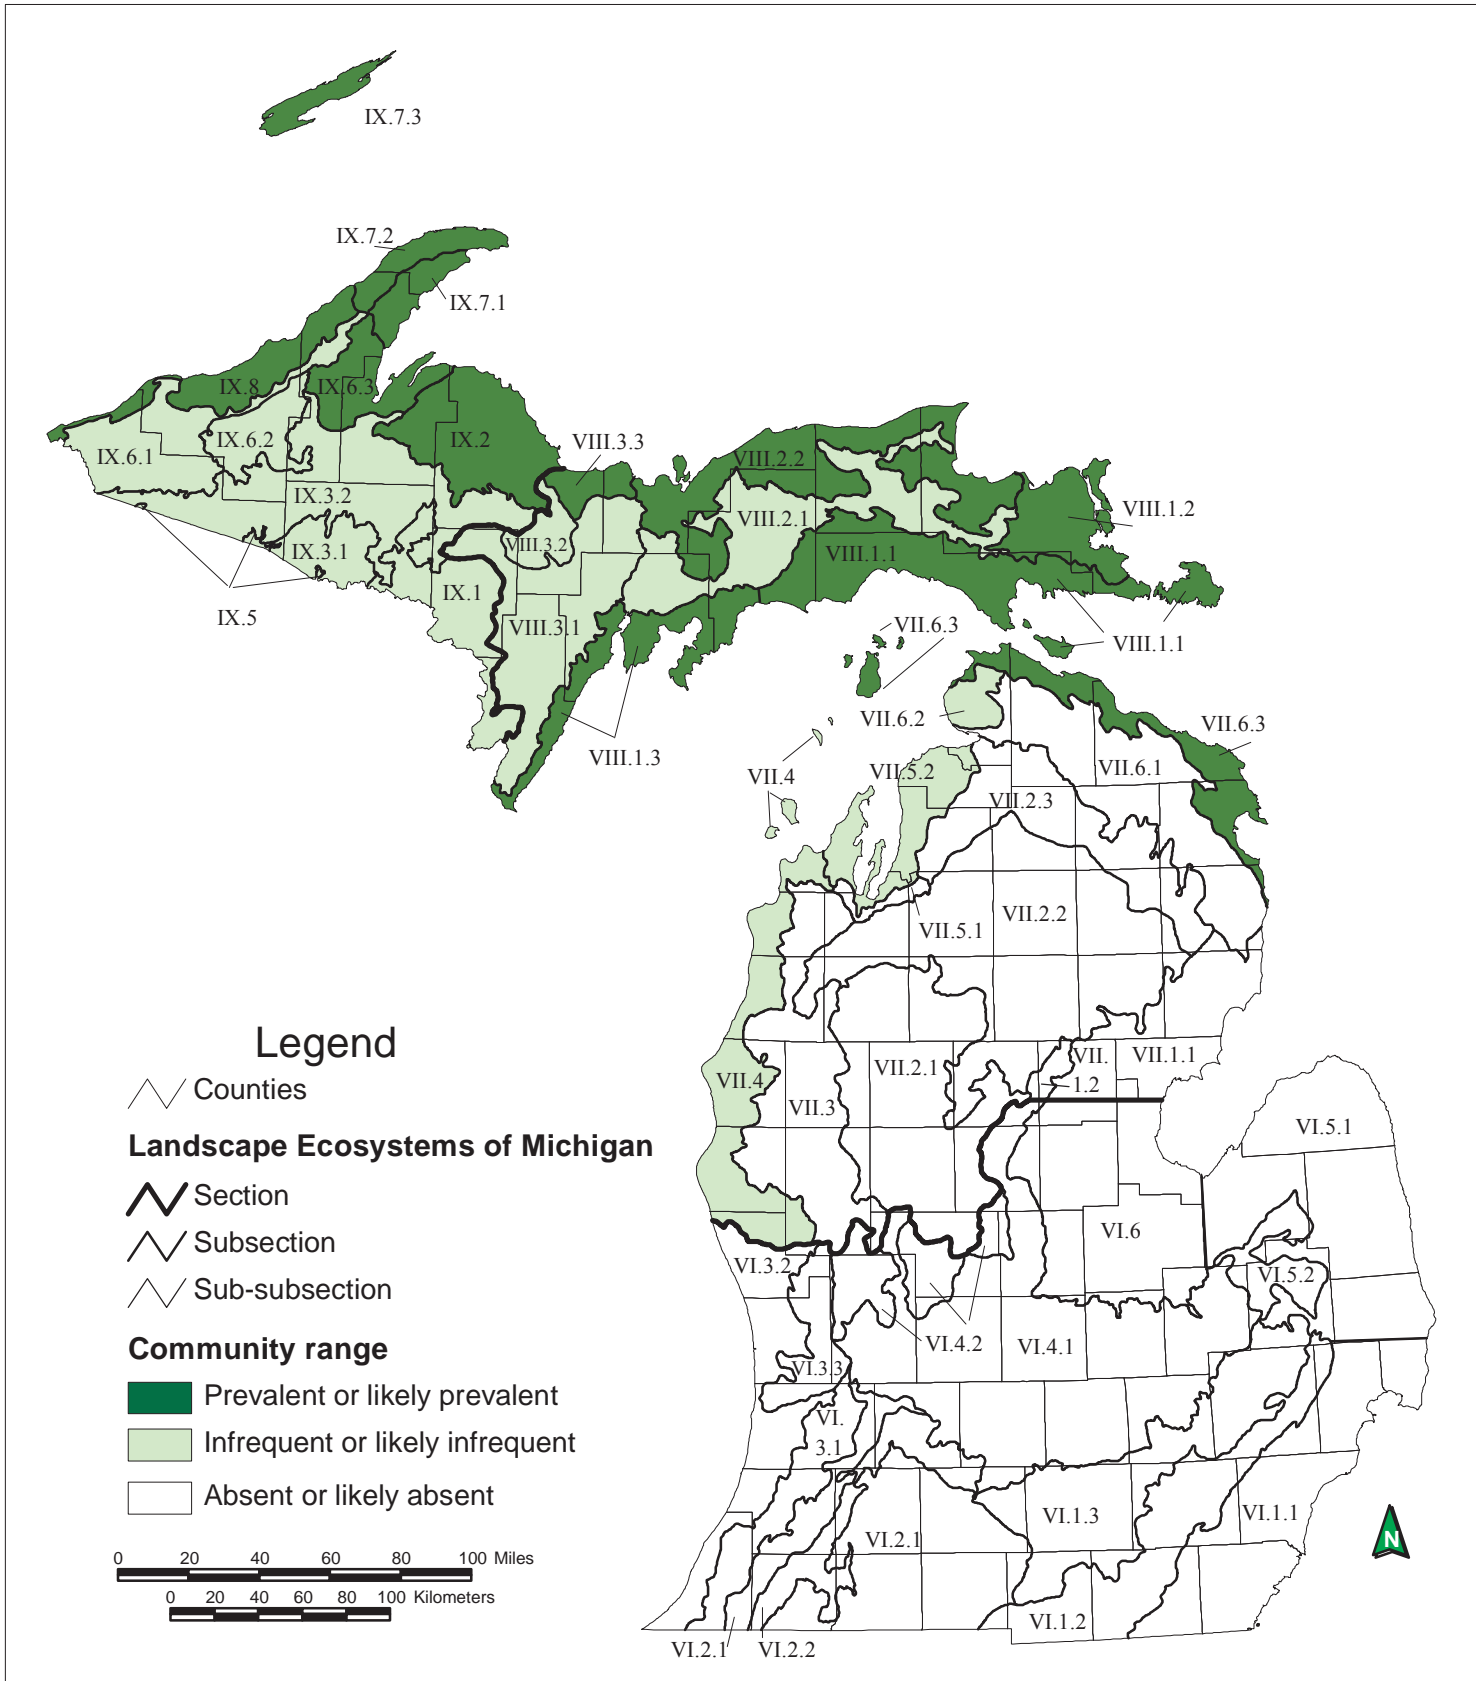 IX.7.3
IX.7.2
IX.7.1
IX.8
IX.6.3
IX.6.2
IX.2
IX.6.1
VIII.3.3
VIII.2.2
IX.3.2
VIII.2.1
VIII.1.2
IX.3.1
VIII.3.2
VIII.1.1
IX.1
IX.5
VIII.3.1
VII.6.3
VIII.1.1
VII.6.2
VII.6.3
VIII.1.3
VII.4
VII.5.2
VII.6.1
VII.2.3
VII.5.1
VII.2.2
Legend
Counties
Landscape Ecosystems of Michigan
Section
Subsection
Sub-subsection
Community range
Prevalent or likely prevalent
Infrequent or likely infrequent
Absent or likely absent
0 20 40 60 80 100 Miles
0 20 40 60 80 100 Kilometers
VII.4
VII.3
VII.2.1
VII.
1.2
VII.1.1
VI.5.1
VI.6
VI.3.2
VI.5.2
VI.4.2
VI.4.1
VI.3.3
VI.
3.1
VI.1.3
VI.1.1
VI.2.1
VI.1.2
VI.2.1
VI.2.2
N